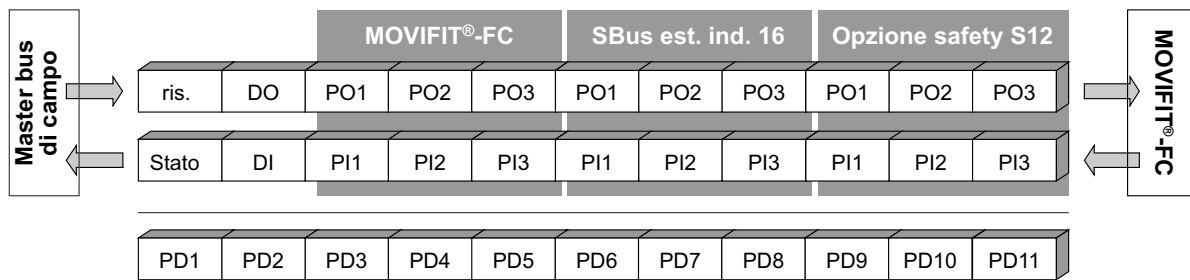 Master bus
di campo
MOVIFIT®-FC SBus est. ind. 16 Opzione safety S12
ris. DO PO1 PO2 PO3 PO1 PO2 PO3 PO1 PO2 PO3
Stato DI PI1 PI2 PI3 PI1 PI2 PI3 PI1 PI2 PI3
PD1 PD2 PD3 PD4 PD5 PD6 PD7 PD8 PD9 PD10 PD11
MOVIFIT®-FC